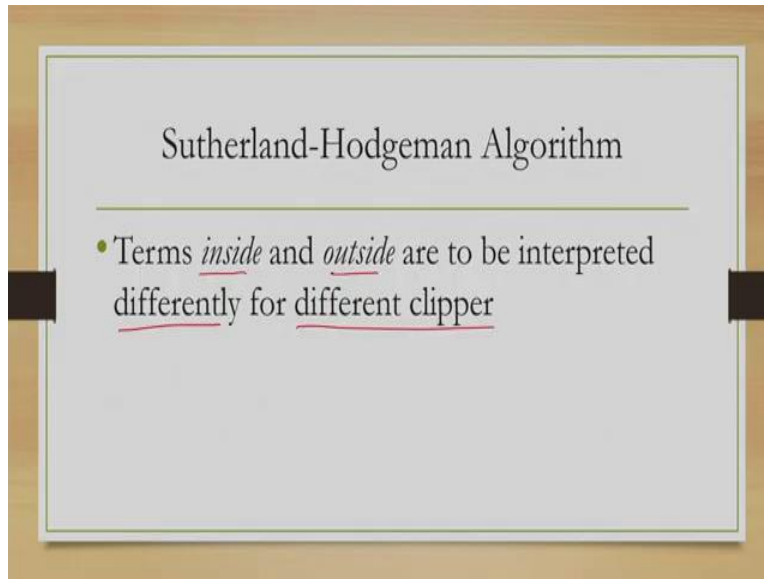 Sutherland-Hodgeman Algorithm
• Terms inside and outside are to be interpreted
differently for different clipper